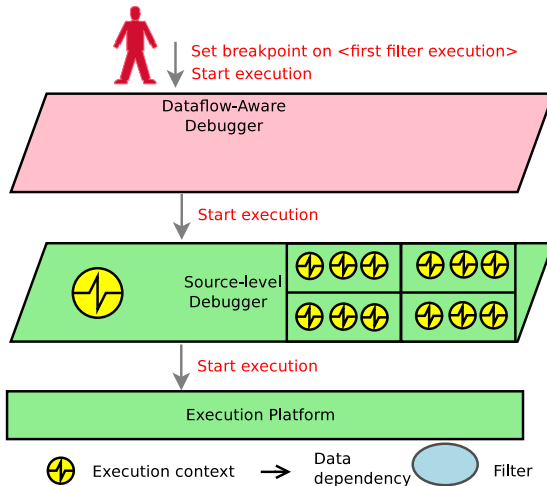 Set breakpoint on <first filter execution>
Start execution
Dataflow-Aware
Debugger
Start execution
Source-level
Debugger
Start execution
Execution Platform
Execution context
Data
dependency
Filter